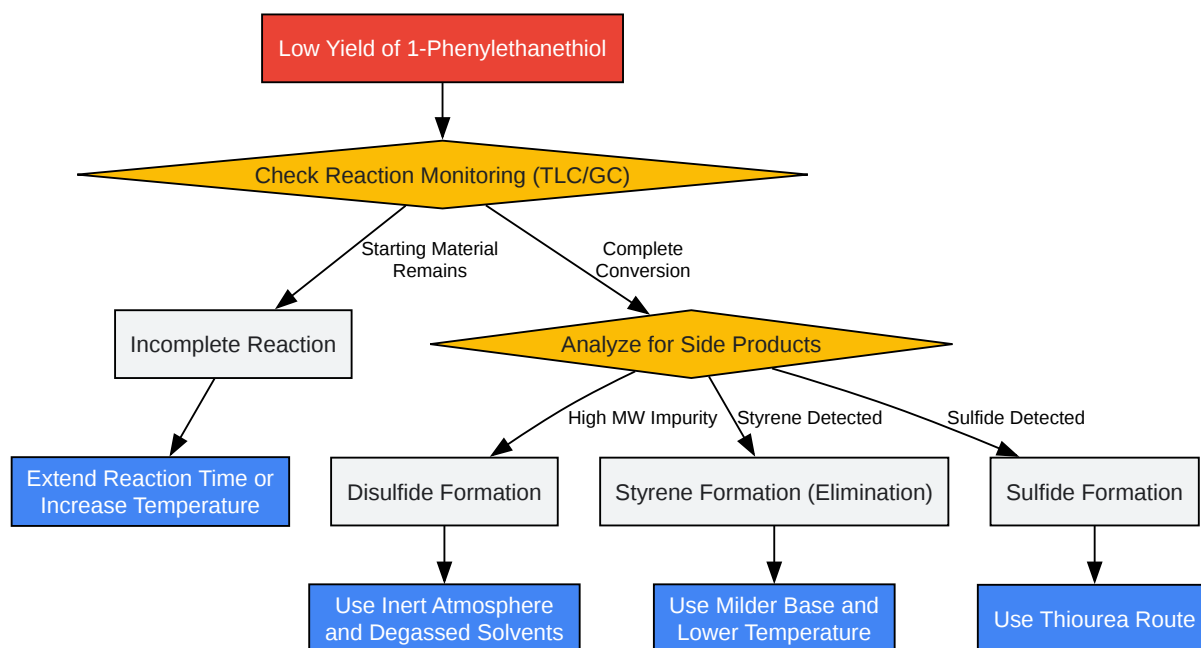 Low Yield of 1-Phenylethanethiol
Check Reaction Monitoring (TLC/GC)
Starting Material
Remains
Complete
Conversion
Incomplete Reaction
Analyze for Side Products
High MW Impurity
Styrene Detected
Sulfide Detected
Extend Reaction Time or
Increase Temperature
Disulfide Formation
Styrene Formation (Elimination)
Sulfide Formation
Use Inert Atmosphere
and Degassed Solvents
Use Milder Base and
Lower Temperature
Use Thiourea Route